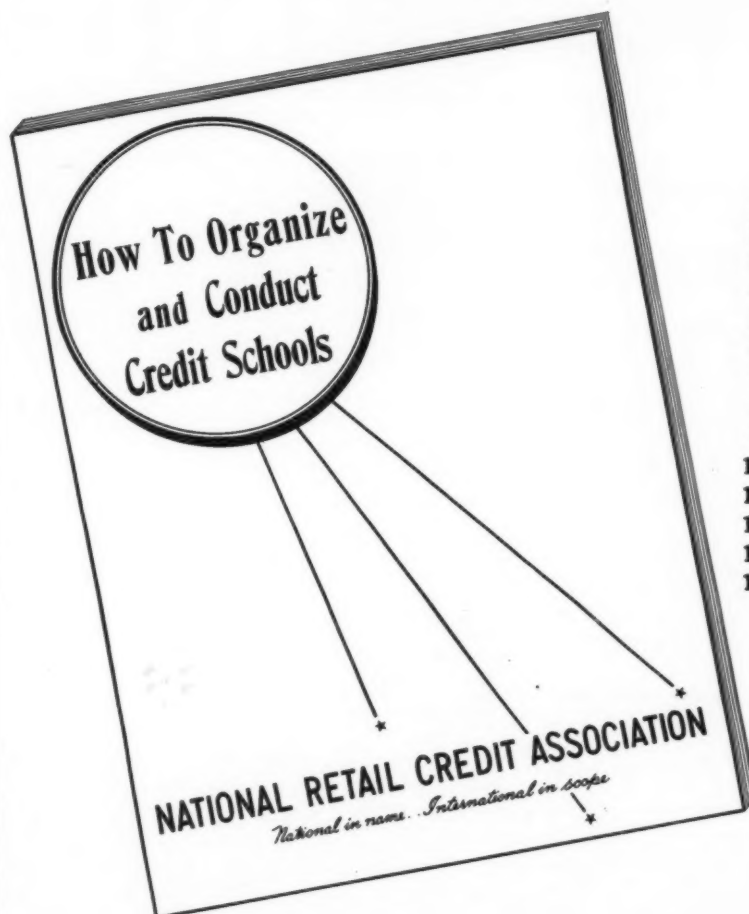 How To Organize
and Conduct
Credit Schools
NATIONAL RETAIL CREDIT ASSOCIATION
National in name.. International in scope